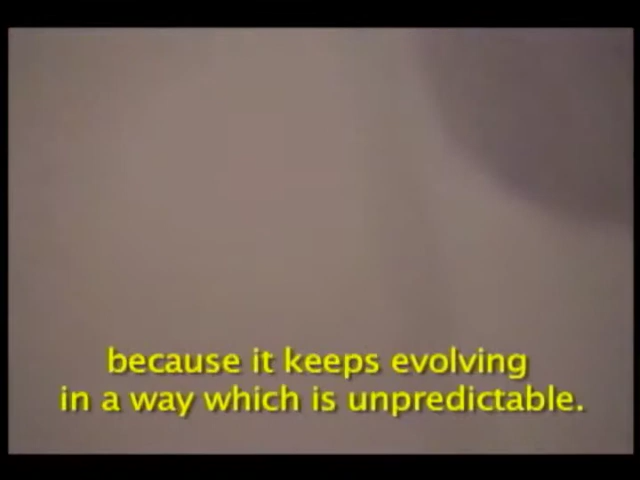 because it keeps evolving
in a way which is unpredictable.